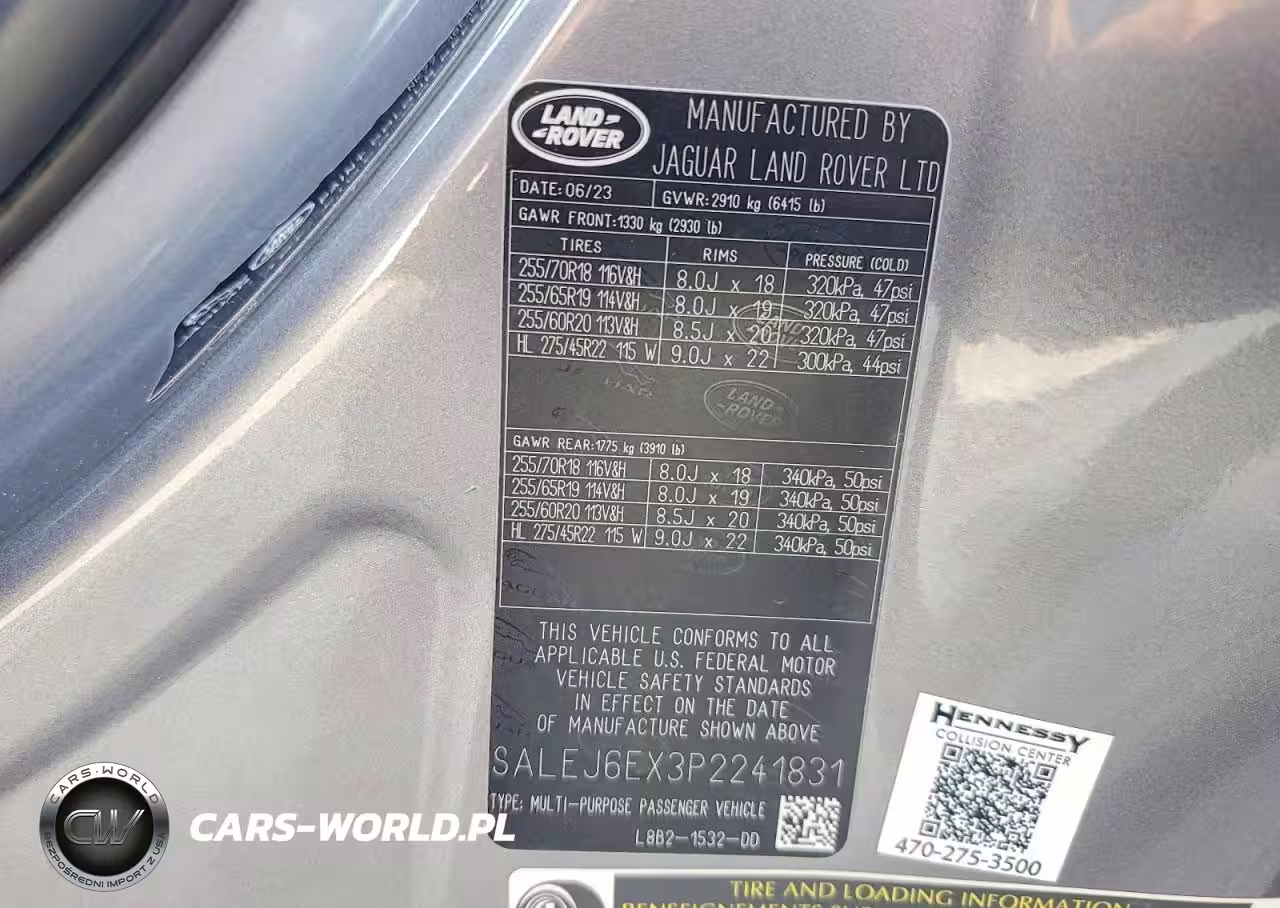 LAND
ROVER
MANUFACTURED BY
JAGUAR LAND ROVER LTD
DATE: 06/23 GVWR: 2910 kg (6415 lb)
GAWR FRONT: 1330 kg (2930 lb)
TIRES RIMS PRESSURE (COLD)
255/70R18 116V&H 8.0J x 18 320kPa, 47psi
255/65R19 114V&H 8.0J x 19 320kPa, 47psi
255/60R20 113V&H 8.5J x 20 320kPa, 47psi
HL 275/45R22 115 W 9.0J x 22 300kPa, 44psi
LAND
ROVER
GAWR REAR: 1775 kg (3910 lb)
255/70R18 116V&H 8.0J x 18 340kPa, 50psi
255/65R19 114V&H 8.0J x 19 340kPa, 50psi
255/60R20 113V&H 8.5J x 20 340kPa, 50psi
HL 275/45R22 115 W 9.0J x 22 340kPa, 50psi
THIS VEHICLE CONFORMS TO ALL
APPLICABLE U.S. FEDERAL MOTOR
VEHICLE SAFETY STANDARDS
IN EFFECT ON THE DATE
OF MANUFACTURE SHOWN ABOVE
SALEJ6EX3P2241831
TYPE: MULTI-PURPOSE PASSENGER VEHICLE
L8B2-1532-DD
HENNESSY
COLLISION CENTER
470-275-3500
TIRE AND LOADING INFORMATION
CARS-WORLD
CW
BEZPOŚREDNI IMPORT Z USA
CARS-WORLD.PL